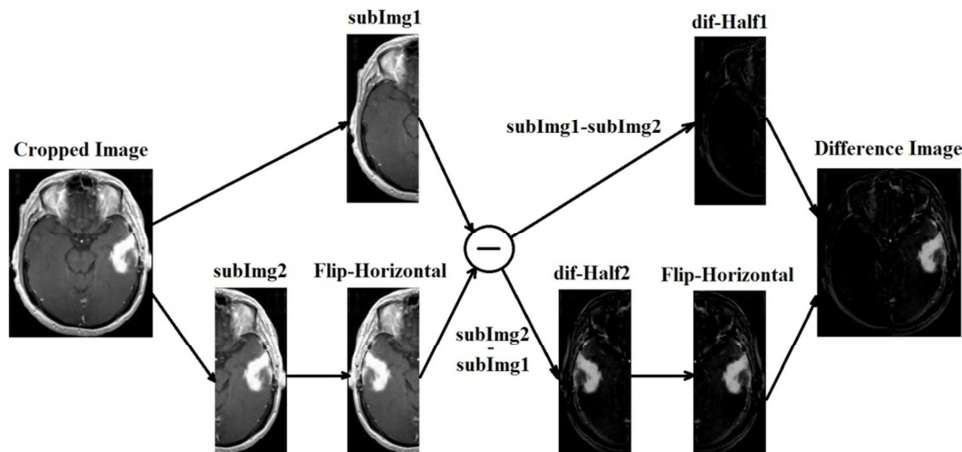 subImg1
dif-Half1
subImg1-subImg2
Cropped Image
Difference Image
subImg2
Flip-Horizontal
dif-Half2
Flip-Horizontal
subImg2
-
subImg1